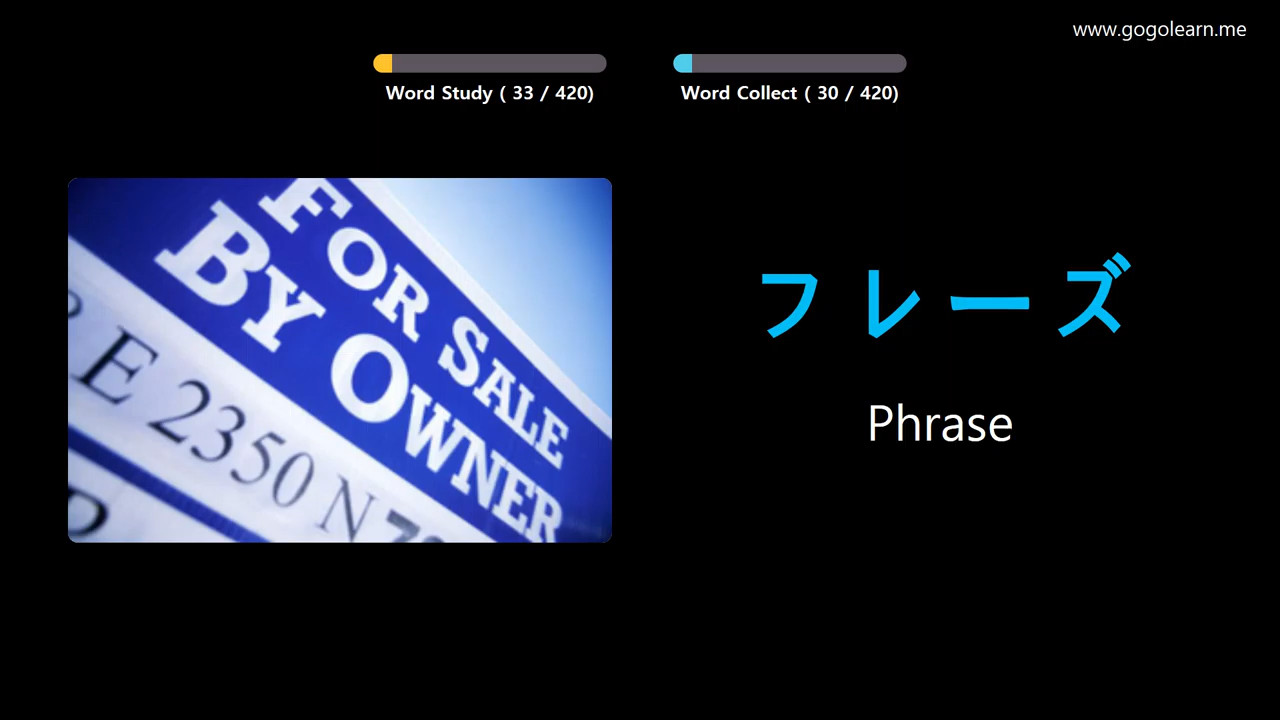 www.gogolearn.me
Word Study ( 33 / 420)
Word Collect ( 30 / 420)
FOR SALE
BY OWNER
E 2350 N
フレーズ
Phrase